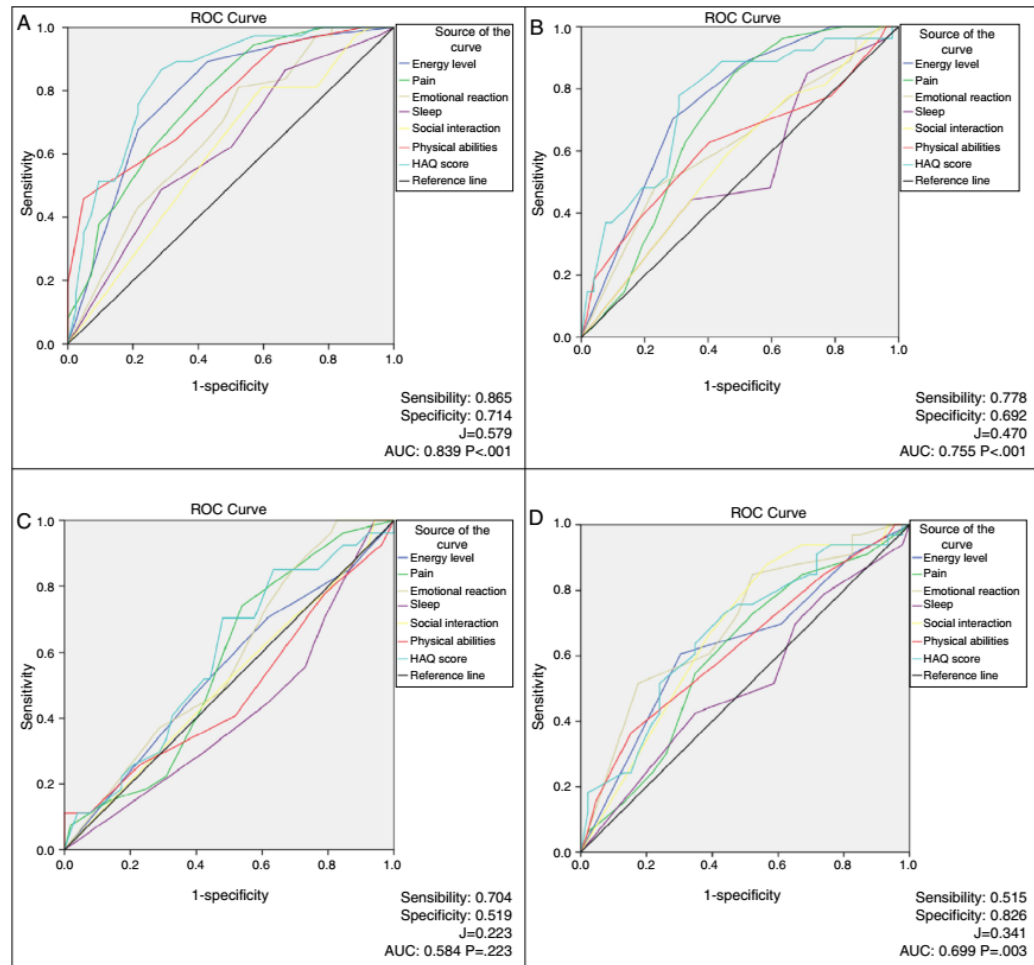 A
ROC Curve
Source of the
curve
Energy level
Pain
Emotional reaction
Sleep
Social interaction
Physical abilities
HAQ score
Reference line
1.0
0.8
0.6
0.4
0.2
0.0
Sensitivity
0.0 0.2 0.4 0.6 0.8 1.0
1-specificity
Sensibility: 0.865
Specificity: 0.714
J=0.579
AUC: 0.839 P<.001
B
ROC Curve
Source of the
curve
Energy level
Pain
Emotional reaction
Sleep
Social interaction
Physical abilities
HAQ score
Reference line
1.0
0.8
0.6
0.4
0.2
0.0
Sensitivity
0.0 0.2 0.4 0.6 0.8 1.0
1-specificity
Sensibility: 0.778
Specificity: 0.692
J=0.470
AUC: 0.755 P<.001
C
ROC Curve
Source of the
curve
Energy level
Pain
Emotional reaction
Sleep
Social interaction
Physical abilities
HAQ score
Reference line
1.0
0.8
0.6
0.4
0.2
0.0
Sensitivity
0.0 0.2 0.4 0.6 0.8 1.0
1-specificity
Sensibility: 0.704
Specificity: 0.519
J=0.223
AUC: 0.584 P=.223
D
ROC Curve
Source of the
curve
Energy level
Pain
Emotional reaction
Sleep
Social interaction
Physical abilities
HAQ score
Reference line
1.0
0.8
0.6
0.4
0.2
0.0
Sensitivity
0.0 0.2 0.4 0.6 0.8 1.0
1-specificity
Sensibility: 0.515
Specificity: 0.826
J=0.341
AUC: 0.699 P=.003